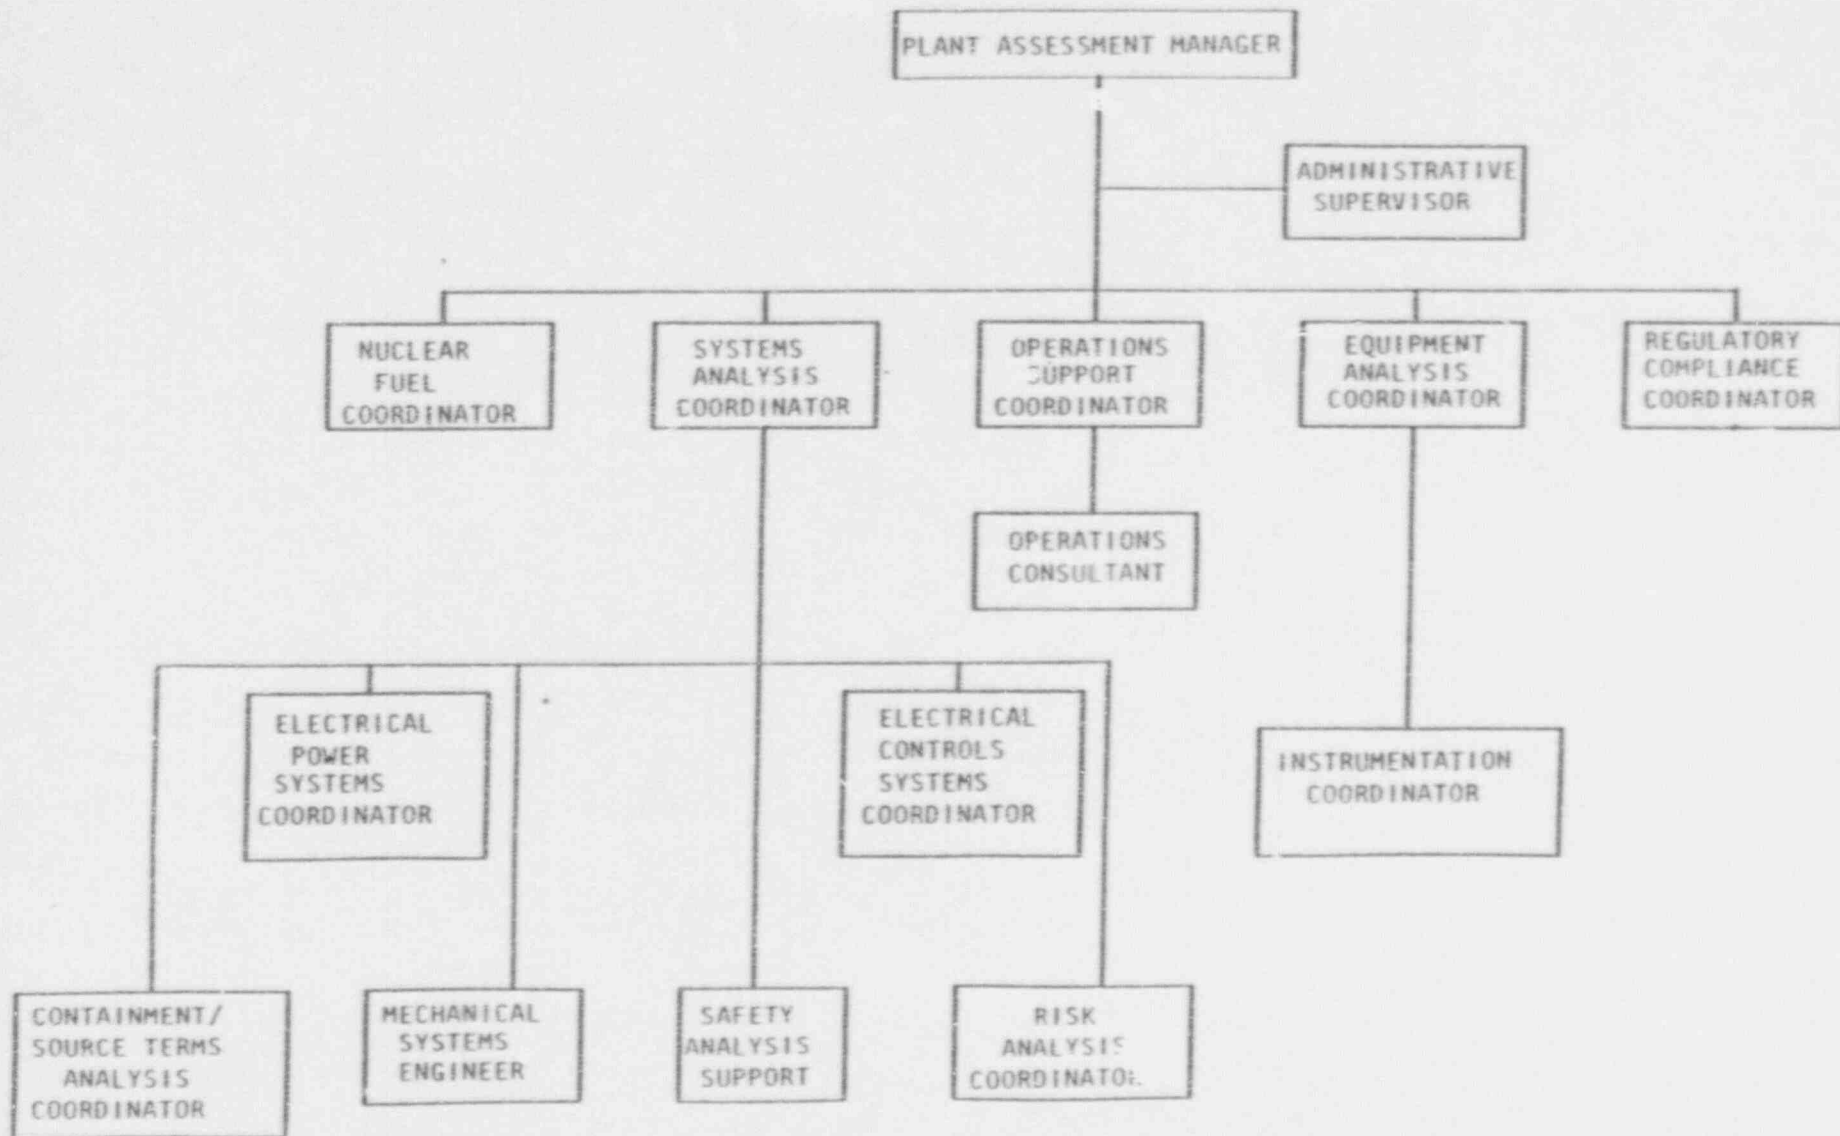 PLANT ASSESSMENT MANAGER
ADMINISTRATIVE
SUPERVISOR
NUCLEAR
FUEL
COORDINATOR
SYSTEMS
ANALYSIS
COORDINATOR
OPERATIONS
SUPPORT
COORDINATOR
EQUIPMENT
ANALYSIS
COORDINATOR
REGULATORY
COMPLIANCE
COORDINATOR
OPERATIONS
CONSULTANT
ELECTRICAL
POWER
SYSTEMS
COORDINATOR
ELECTRICAL
CONTROLS
SYSTEMS
COORDINATOR
INSTRUMENTATION
COORDINATOR
CONTAINMENT/
SOURCE TERMS
ANALYSIS
COORDINATOR
MECHANICAL
SYSTEMS
ENGINEER
SAFETY
ANALYSIS
SUPPORT
RISK
ANALYSIS
COORDINATOR